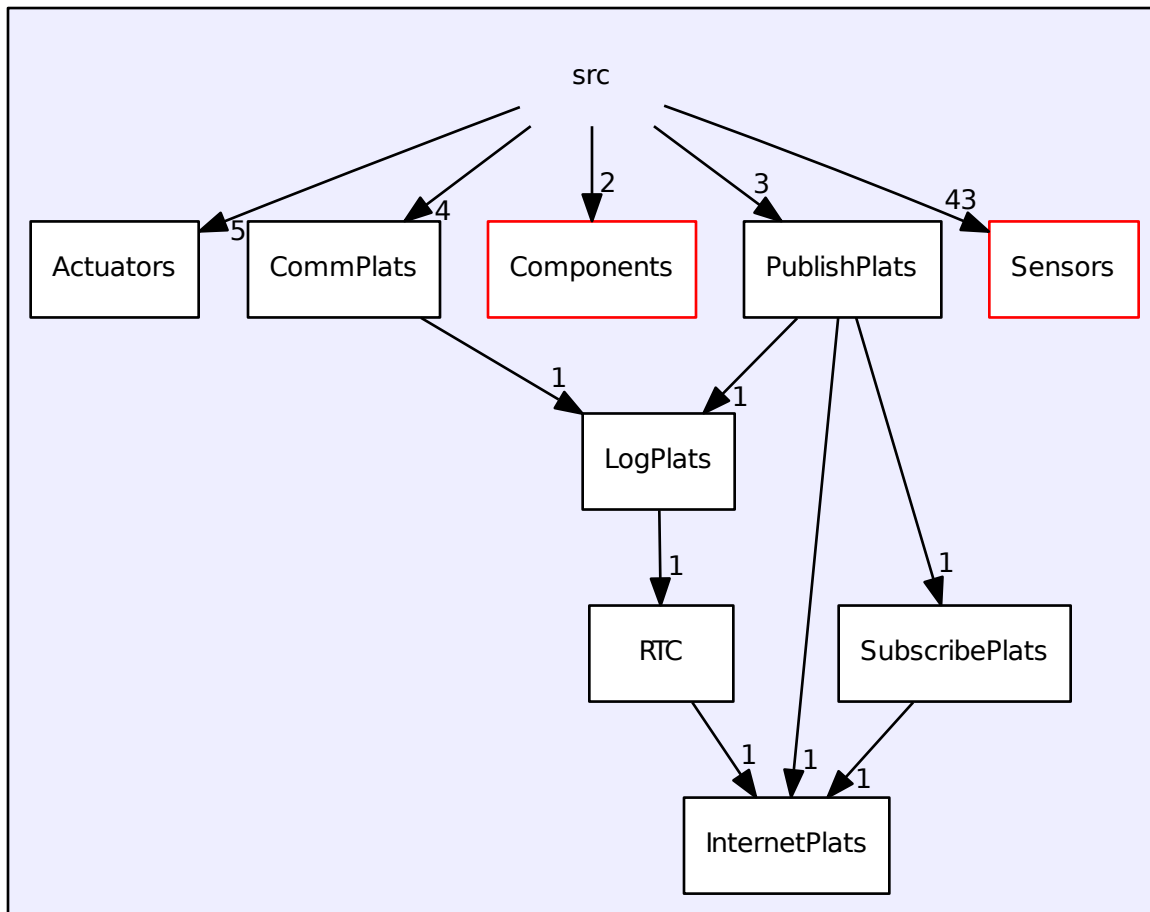 src
5
4
2
3
43
Actuators
CommPlats
Components
PublishPlats
Sensors
1
1
LogPlats
1
1
RTC
SubscribePlats
1
1
1
InternetPlats